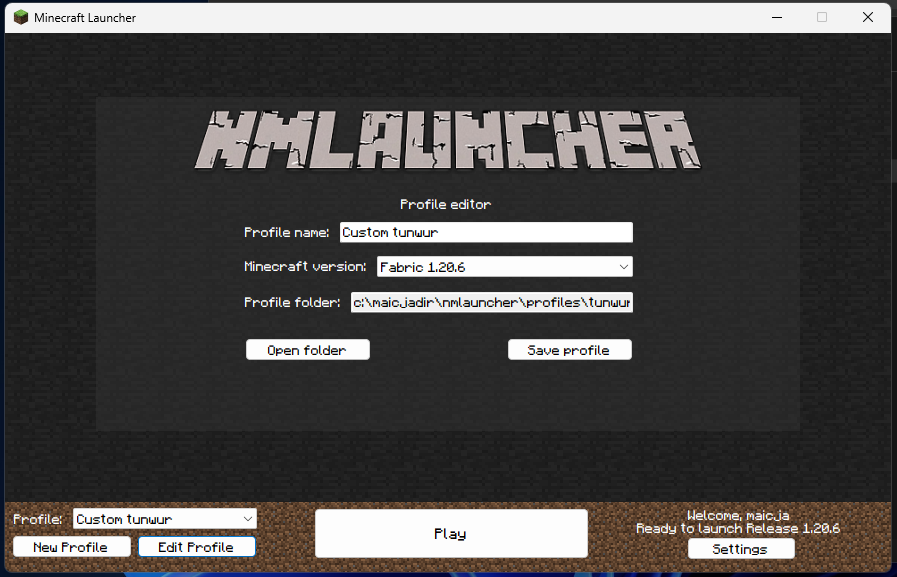 Minecraft Launcher
NMLAUNCHER
Profile editor
Profile name: Custom tunwur
Minecraft version: Fabric 1.20.6
Profile folder: c:\maicjadir\nmlauncher\profiles\tunwur
Open folder
Save profile
Profile: Custom tunwur
New Profile
Edit Profile
Play
Welcome, maicja
Ready to launch Release 1.20.6
Settings